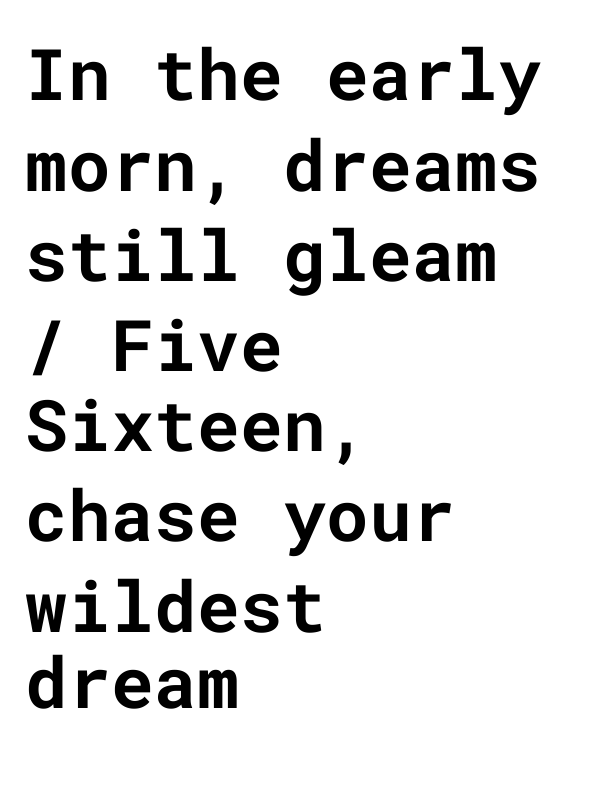 In the early
morn, dreams
still gleam
/ Five
Sixteen,
chase your
wildest
dream